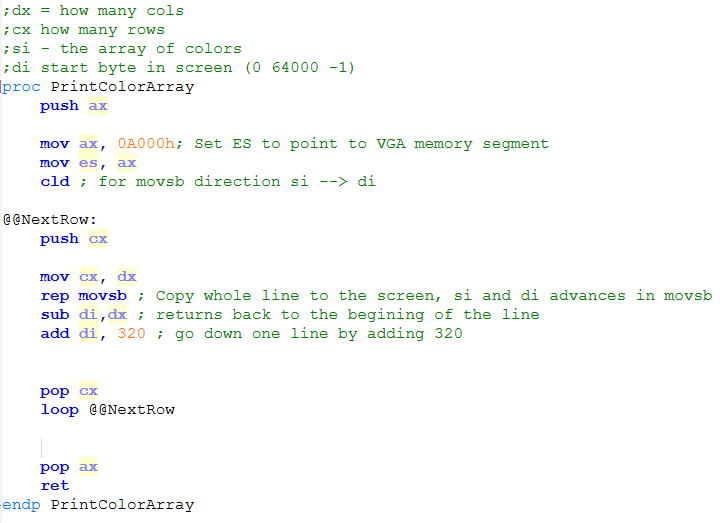 ;dx = how many cols
;cx how many rows
;si - the array of colors
;di start byte in screen (0 64000 -1)
proc PrintColorArray
push ax
mov ax, 0A000h; Set ES to point to VGA memory segment
mov es, ax
cld ; for movsb direction si --> di
@@NextRow:
push cx
mov cx, dx
rep movsb ; Copy whole line to the screen, si and di advances in movsb
sub di,dx ; returns back to the begining of the line
add di, 320 ; go down one line by adding 320
pop cx
loop @@NextRow
pop ax
ret
endp PrintColorArray